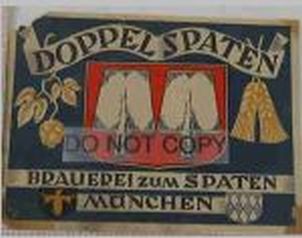 DOPPEL SPATEN
DO NOT COPY
BRAUEREI ZUM SPATEN
MÜNCHEN